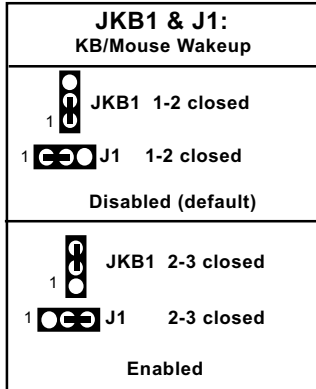 JKB1 & J1:
KB/Mouse Wakeup
JKB1 1-2 closed
1
1 J1 1-2 closed
Disabled (default)
JKB1 2-3 closed
1
1 J1 2-3 closed
Enabled